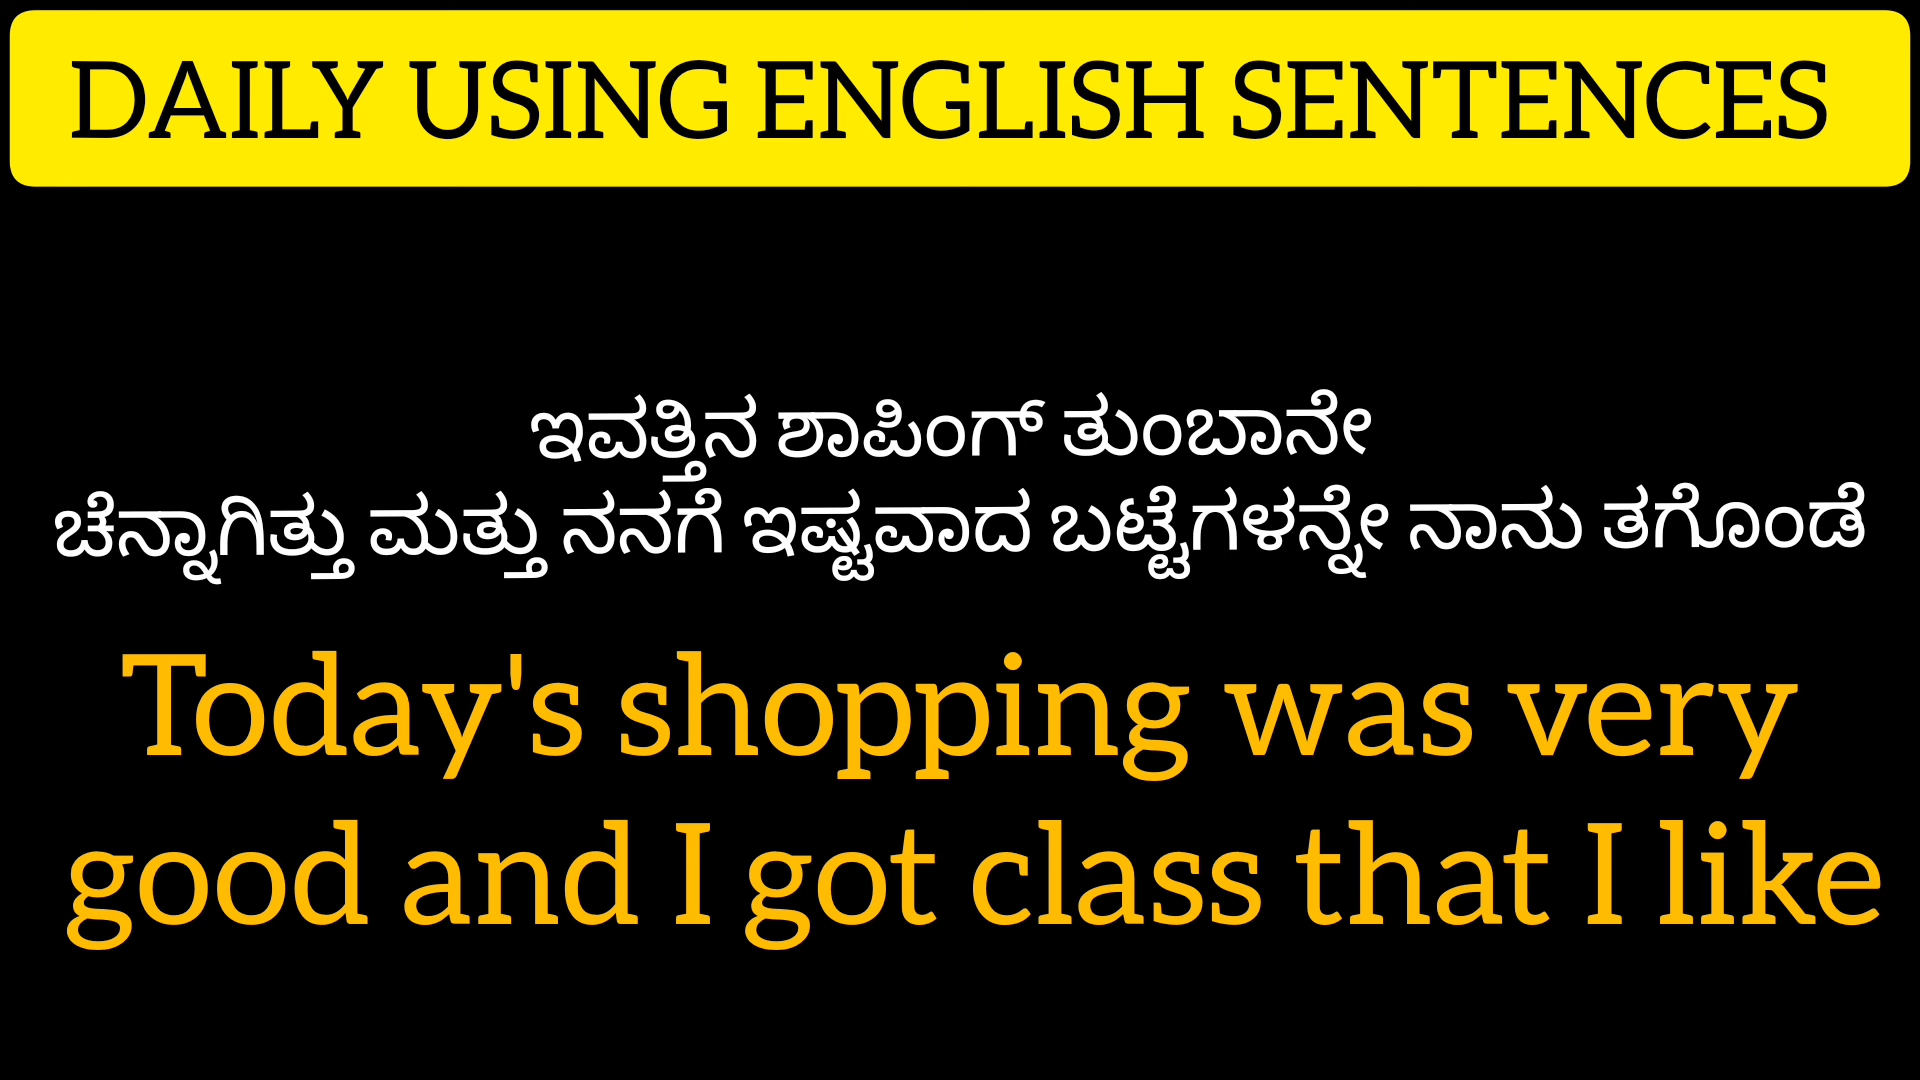 DAILY USING ENGLISH SENTENCES
ಇವತ್ತಿನ ಶಾಪಿಂಗ್ ತುಂಬಾನೇ
ಚೆನ್ನಾಗಿತ್ತು ಮತ್ತು ನನಗೆ ಇಷ್ಟವಾದ ಬಟ್ಟೆಗಳನ್ನೇ ನಾನು ತಗೊಂಡೆ
Today's shopping was very
good and I got class that I like